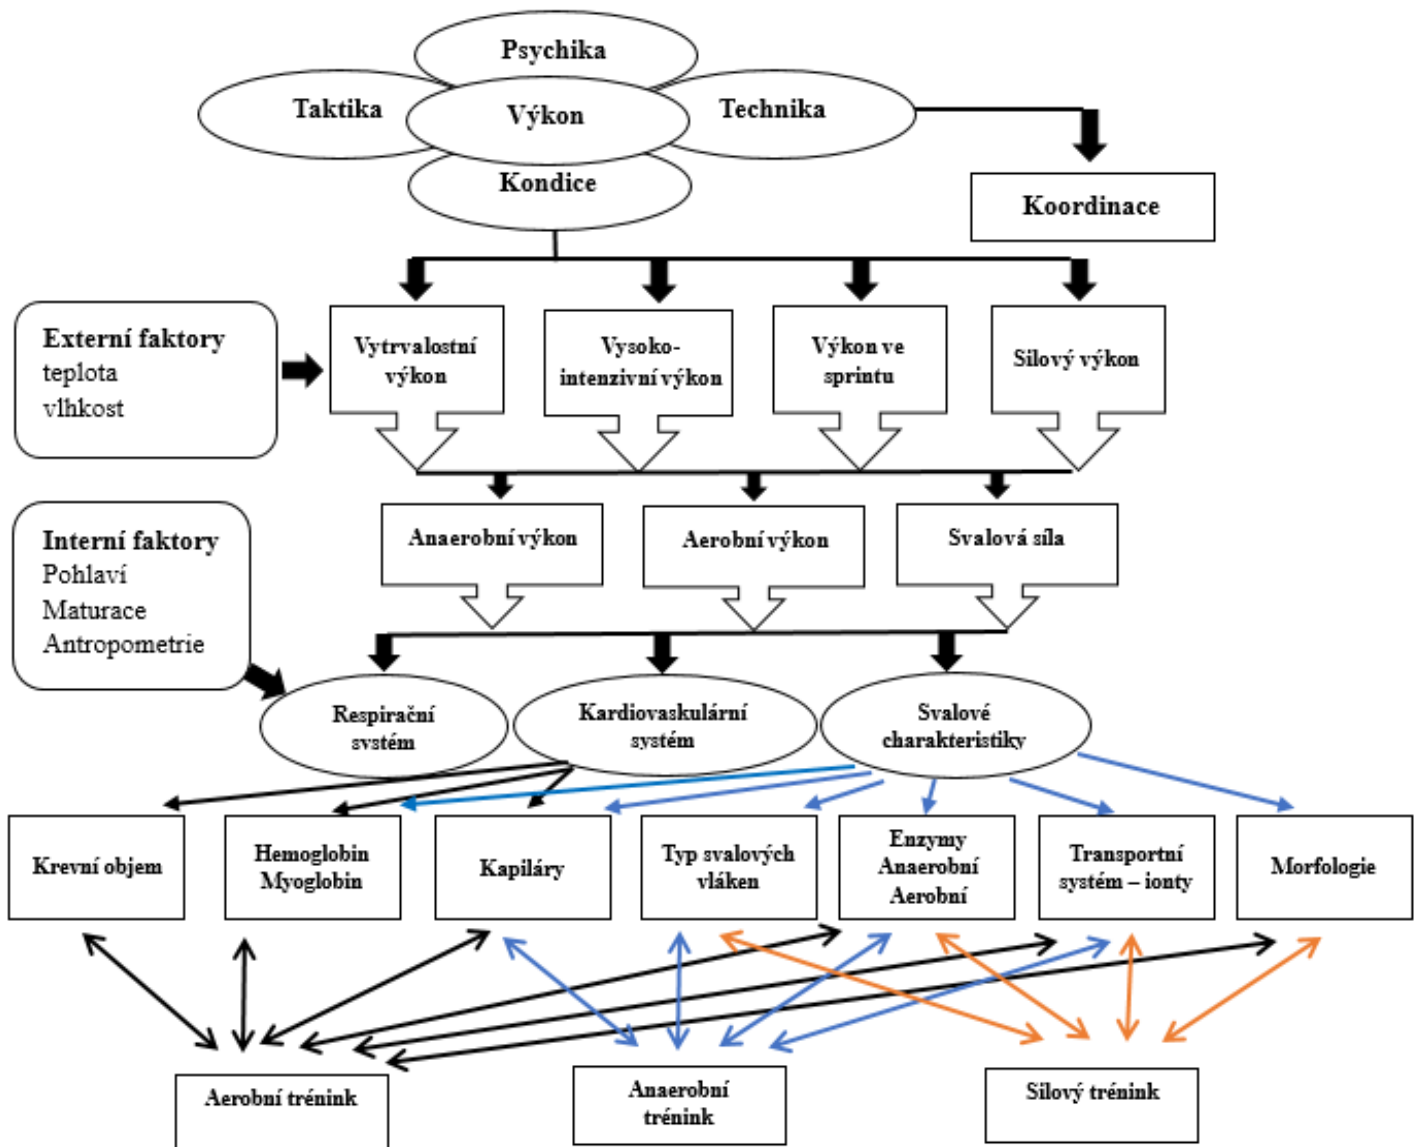 Psychika
Taktika
Výkon
Technika
Kondice
Koordinace
Externí faktory
teplota
vlhkost
Vytrvalostní
výkon
Vysoko-
intenzivní výkon
Výkon ve
sprintu
Silový výkon
Interní faktory
Pohlaví
Maturace
Antropometrie
Anaerobní výkon
Aerobní výkon
Svalová síla
Respirační
systém
Kardiovaskulární
systém
Svalové
charakteristiky
Krevní objem
Hemoglobin
Myoglobin
Kapiláry
Typ svalových
vláken
Enzymy
Anaerobní
Aerobní
Transportní
systém – ionty
Morfologie
Aerobní trénink
Anaerobní
trénink
Silový trénink